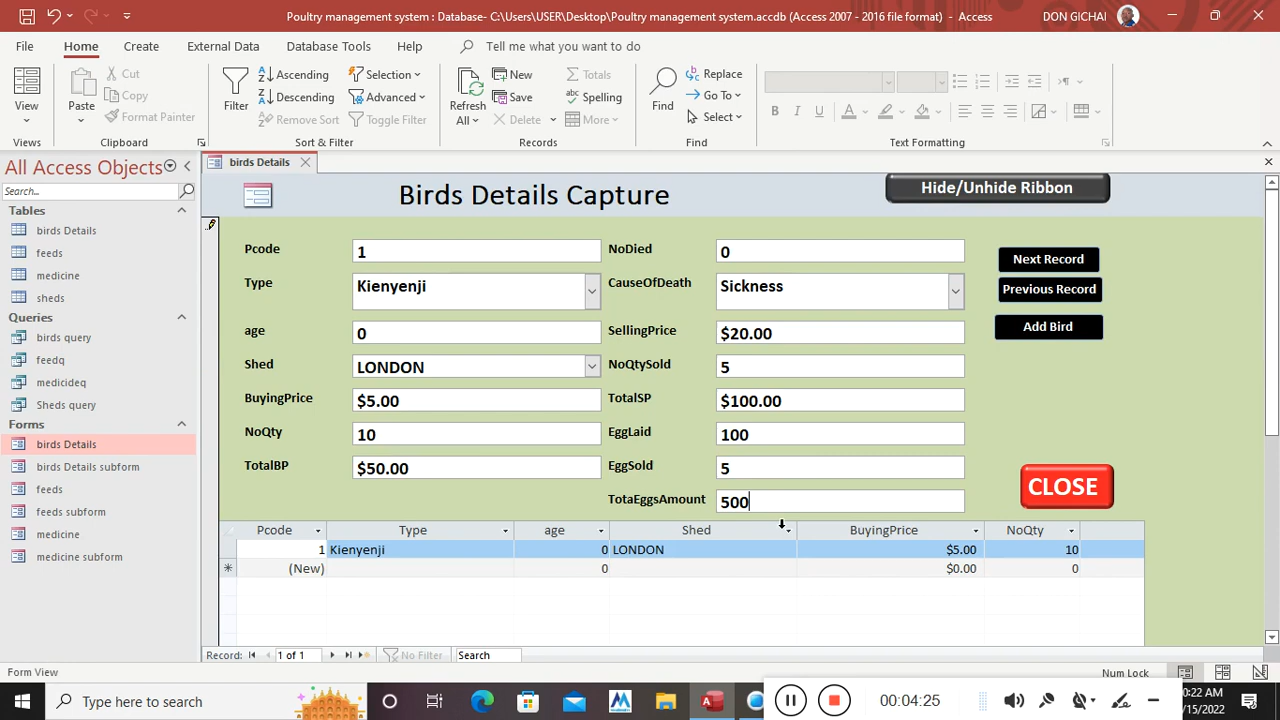 Poultry management system : Database- C:\Users\USER\Desktop\Poultry management system.accdb (Access 2007 - 2016 file format) - Access
DON GICHAI
File Home Create External Data Database Tools Help Tell me what you want to do
View
Views
Paste
Cut
Copy
Format Painter
Clipboard
Filter
Ascending
Descending
Remove Sort
Selection
Advanced
Toggle Filter
Sort & Filter
Refresh All
New
Save
Delete
Totals
Spelling
More
Records
Find
Replace
Go To
Select
Find
B I U A
Text Formatting
All Access Objects
Search...
Tables
birds Details
feeds
medicine
sheds
Queries
birds query
feedq
medicideq
Sheds query
Forms
birds Details
birds Details subform
feeds
feeds subform
medicine
medicine subform
birds Details
Birds Details Capture
Hide/Unhide Ribbon
Pcode 1
Type Kienyenji
age 0
Shed LONDON
BuyingPrice $5.00
NoQty 10
TotalBP $50.00
NoDied 0
CauseOfDeath Sickness
SellingPrice $20.00
NoQtySold 5
TotalSP $100.00
EggLaid 100
EggSold 5
TotaEggsAmount 500
Next Record
Previous Record
Add Bird
CLOSE
Pcode Type age Shed BuyingPrice NoQty
1 Kienyenji 0 LONDON $5.00 10
(New) 0 $0.00 0
Record: 1 of 1 No Filter Search
Form View
Num Lock
Type here to search
00:04:25
0:22 AM
/15/2022